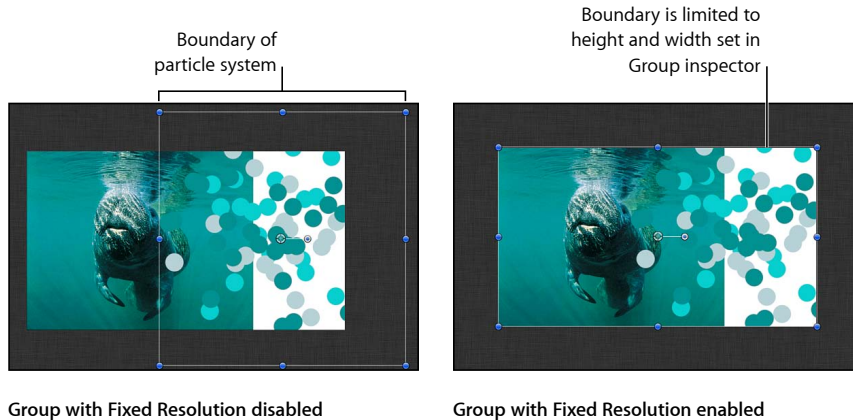 Boundary of
particle system
Boundary is limited to
height and width set in
Group inspector
Group with Fixed Resolution disabled
Group with Fixed Resolution enabled